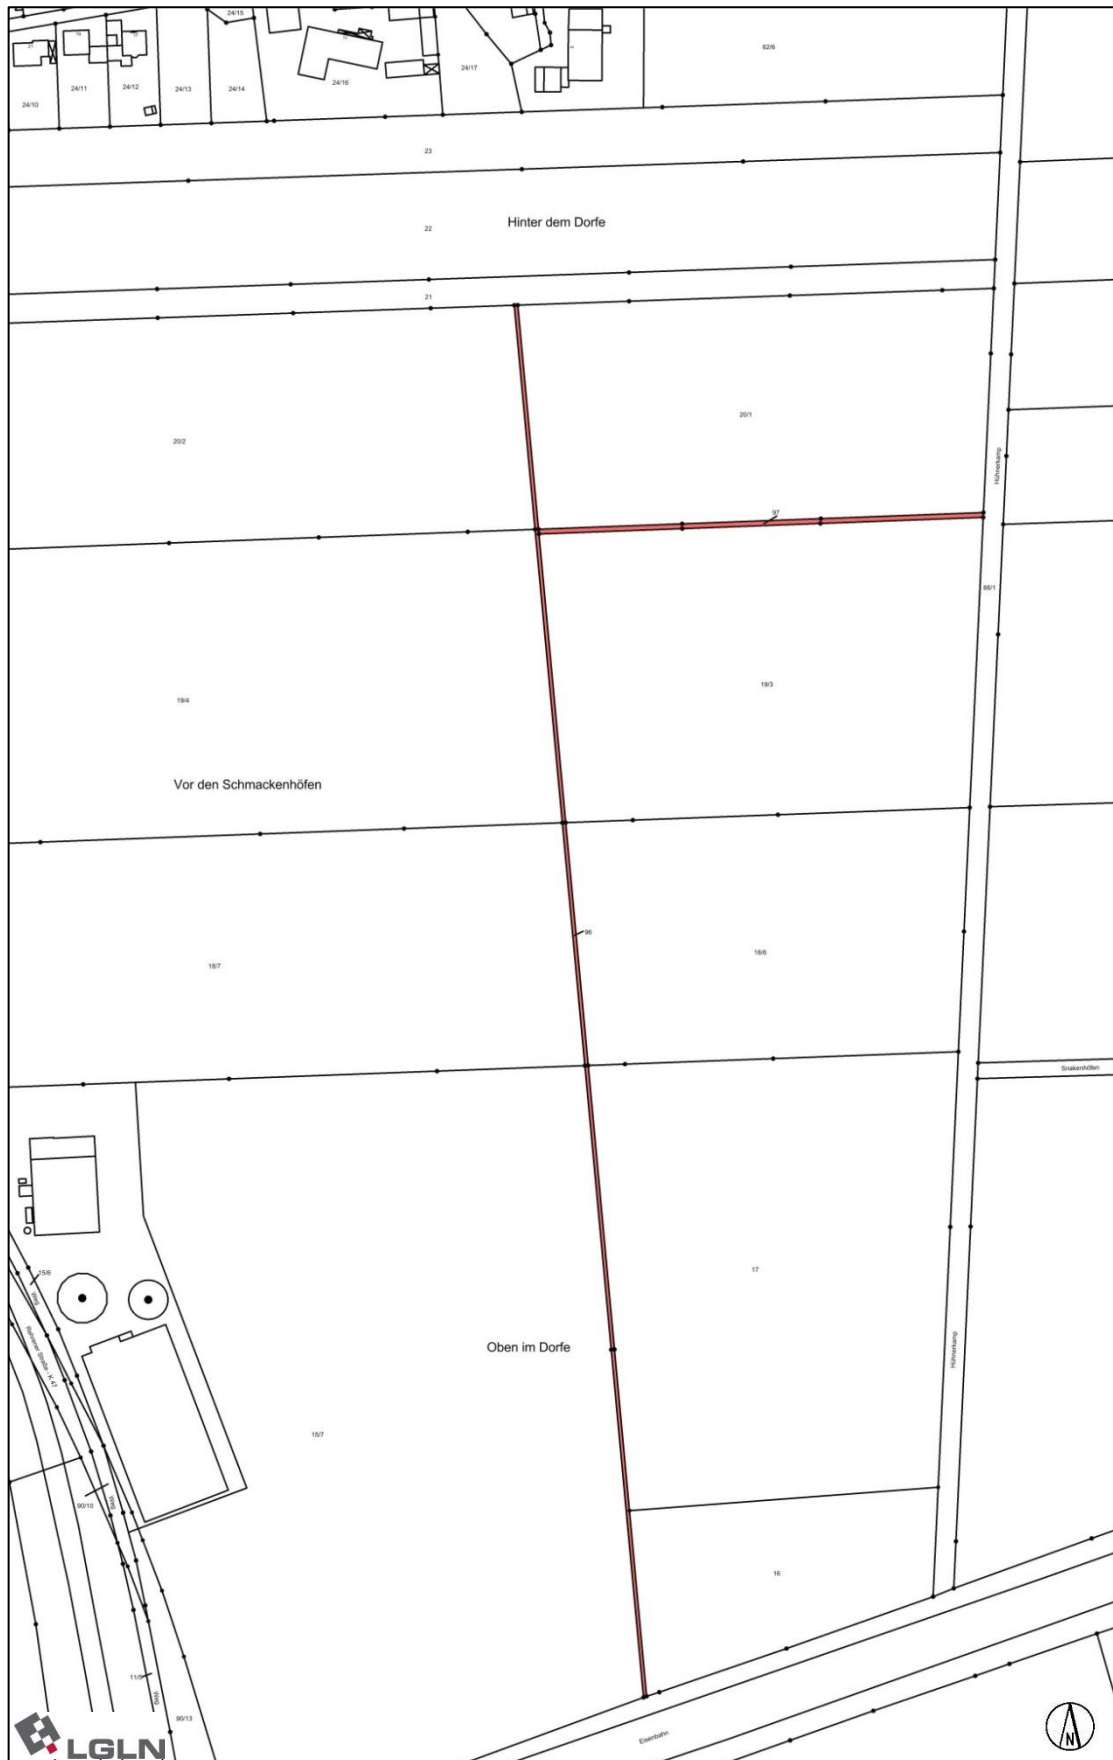 24/15
62/6
24/17
24/16
24/14
24/13
24/12
24/11
24/10
23
Hinter dem Dorfe
22
21
20/1
20/2
Hühnerkamp
97
88/1
19/3
19/4
Vor den Schmackenhöfen
96
18/6
18/7
Snakenhöfen
17
15/6
Weg
Oben im Dorfe
Hühnerkamp
15/7
90/10
Weg
16
Weg
90/13
Eisenbahn
LGLN
N